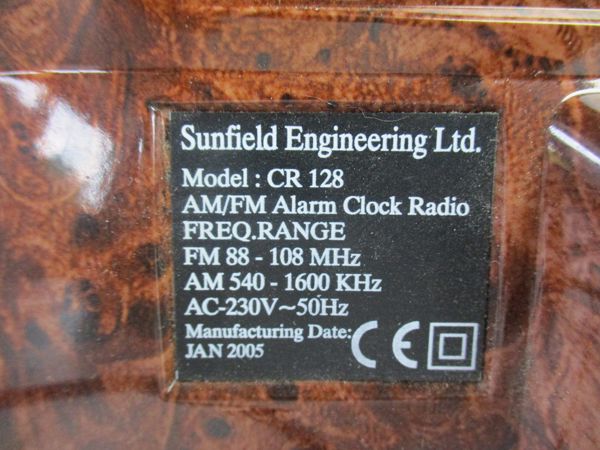 Sunfield Engineering Ltd.
Model : CR 128
AM/FM Alarm Clock Radio
FREQ.RANGE
FM 88 - 108 MHz
AM 540 - 1600 KHz
AC-230V~50Hz
Manufacturing Date:
JAN 2005
CE